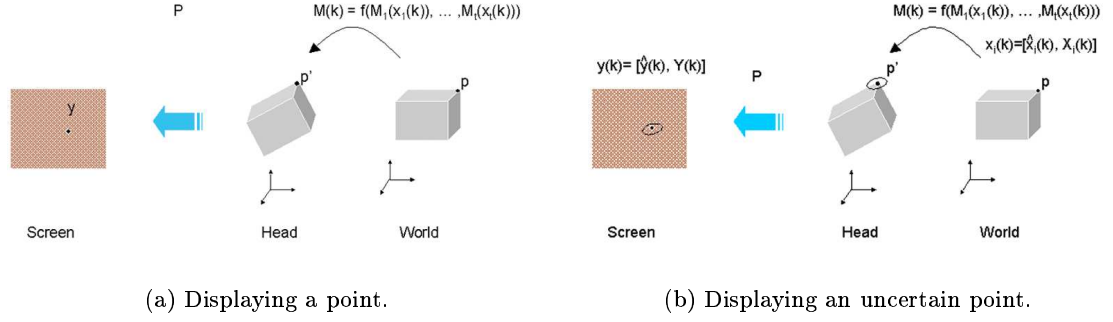 P
M(k) = f(M₁(x₁(k)), ... ,Mₜ(xₜ(k)))
p'
p
y
Screen
Head
World
(a) Displaying a point.
M(k) = f(M₁(x₁(k)), ... ,Mₜ(xₜ(k)))
xᵢ(k)=[x̂ᵢ(k), Xᵢ(k)]
y(k)= [ŷ(k), Y(k)]
P
p'
p
Screen
Head
World
(b) Displaying an uncertain point.